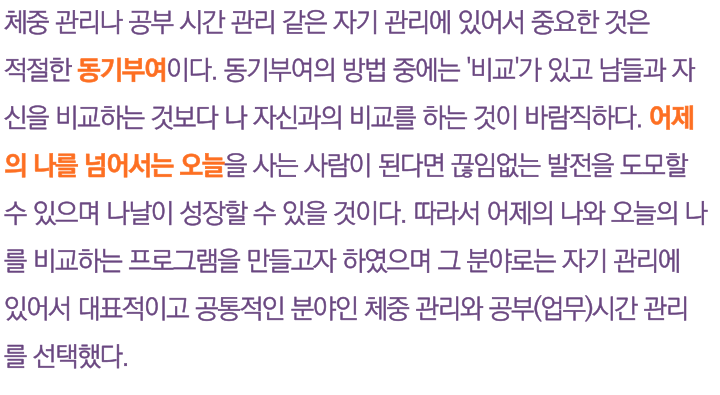 체중 관리나 공부 시간 관리 같은 자기 관리에 있어서 중요한 것은
적절한 동기부여이다. 동기부여의 방법 중에는 '비교'가 있고 남들과 자
신을 비교하는 것보다 나 자신과의 비교를 하는 것이 바람직하다. 어제
의 나를 넘어서는 오늘을 사는 사람이 된다면 끊임없는 발전을 도모할
수 있으며 나날이 성장할 수 있을 것이다. 따라서 어제의 나와 오늘의 나
를 비교하는 프로그램을 만들고자 하였으며 그 분야로는 자기 관리에
있어서 대표적이고 공통적인 분야인 체중 관리와 공부(업무)시간 관리
를 선택했다.